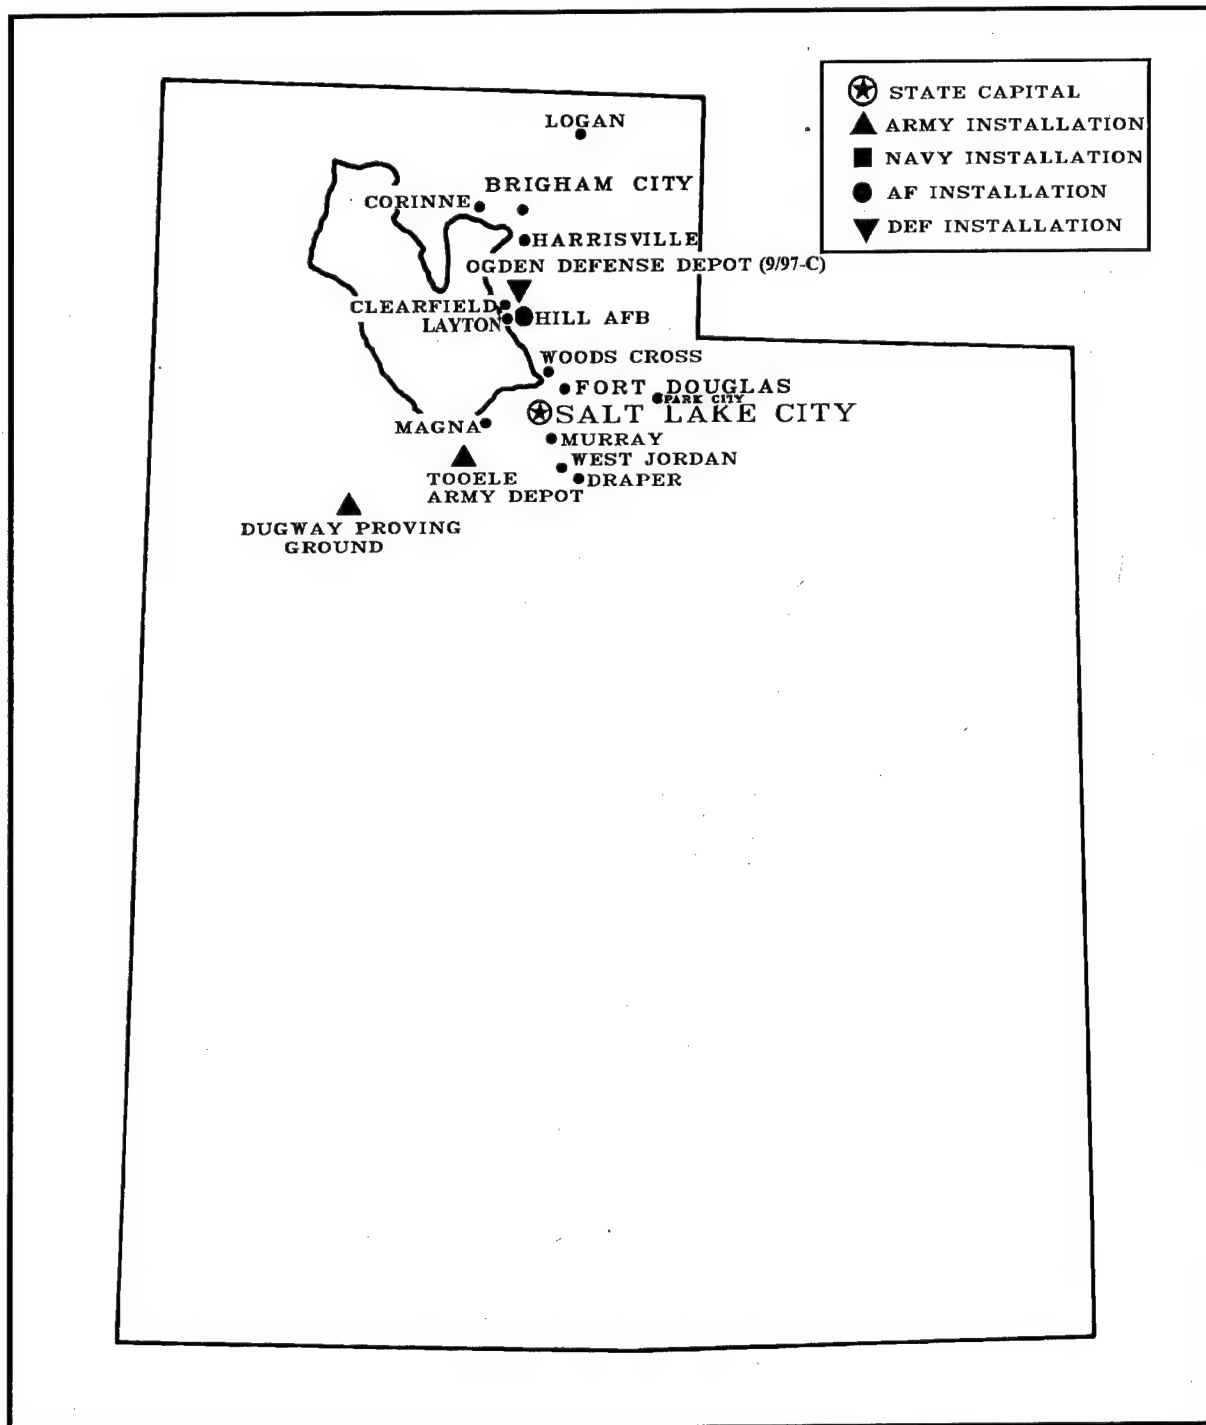 STATE CAPITAL
ARMY INSTALLATION
NAVY INSTALLATION
AF INSTALLATION
DEF INSTALLATION
LOGAN
BRIGHAM CITY
CORINNE
HARRISVILLE
OGDEN DEFENSE DEPOT (9/97-C)
CLEARFIELD
LAYTON
HILL AFB
WOODS CROSS
FORT DOUGLAS
PARK CITY
SALT LAKE CITY
MAGNA
MURRAY
WEST JORDAN
TOOELE
ARMY DEPOT
DRAPER
DUGWAY PROVING
GROUND